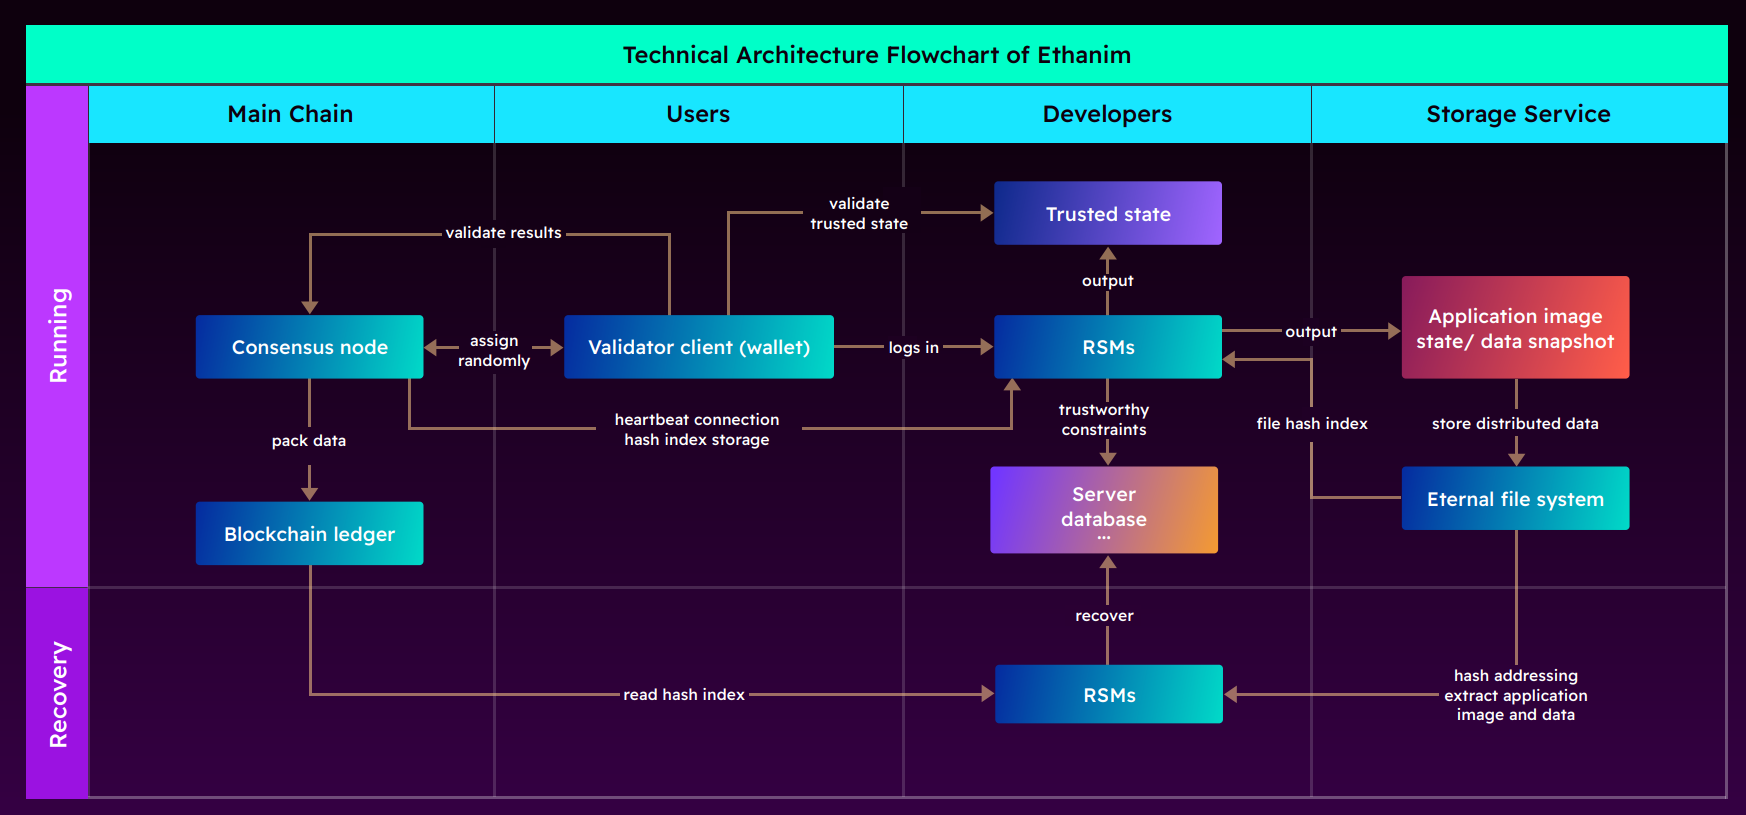 Technical Architecture Flowchart of Ethanim
Main Chain
Users
Developers
Storage Service
Running
validate results
validate
trusted state
Trusted state
output
Consensus node
assign
randomly
Validator client (wallet)
logs in
RSMs
output
Application image
state/ data snapshot
heartbeat connection
hash index storage
trustworthy
constraints
file hash index
store distributed data
pack data
Blockchain ledger
Server
database
...
Eternal file system
Recovery
recover
read hash index
RSMs
hash addressing
extract application
image and data